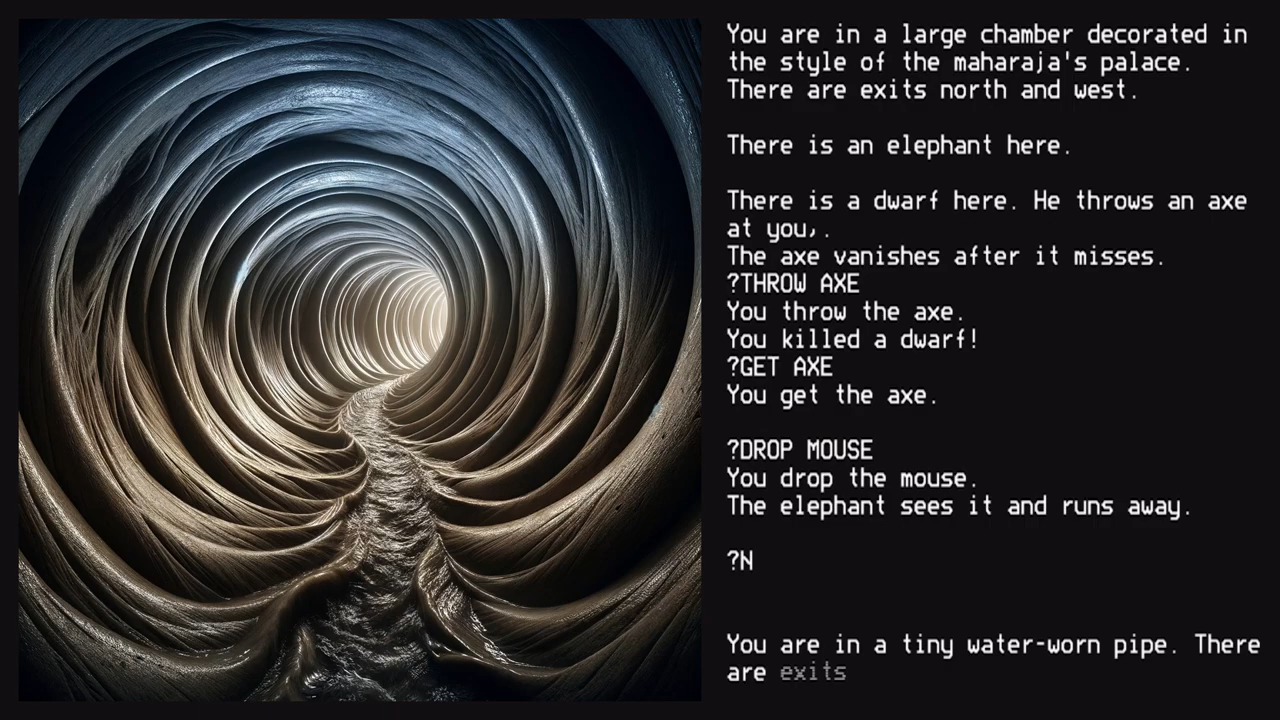 You are in a large chamber decorated in
the style of the maharaja's palace.
There are exits north and west.
There is an elephant here.
There is a dwarf here. He throws an axe
at you,.
The axe vanishes after it misses.
?THROW AXE
You throw the axe.
You killed a dwarf!
?GET AXE
You get the axe.
?DROP MOUSE
You drop the mouse.
The elephant sees it and runs away.
?N
You are in a tiny water-worn pipe. There
are exits